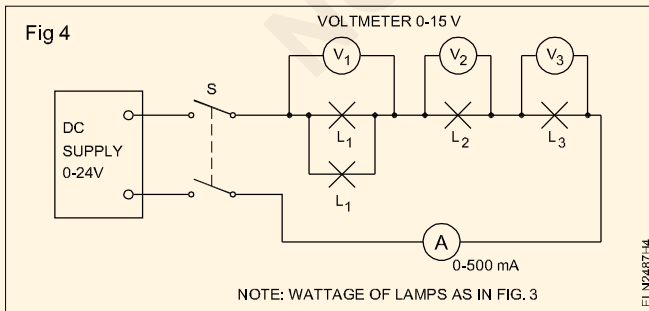 Fig 4
VOLTMETER 0-15 V
V1
V2
V3
S
DC
SUPPLY
0-24V
L1
L2
L3
L1
A
0-500 mA
NOTE: WATTAGE OF LAMPS AS IN FIG. 3